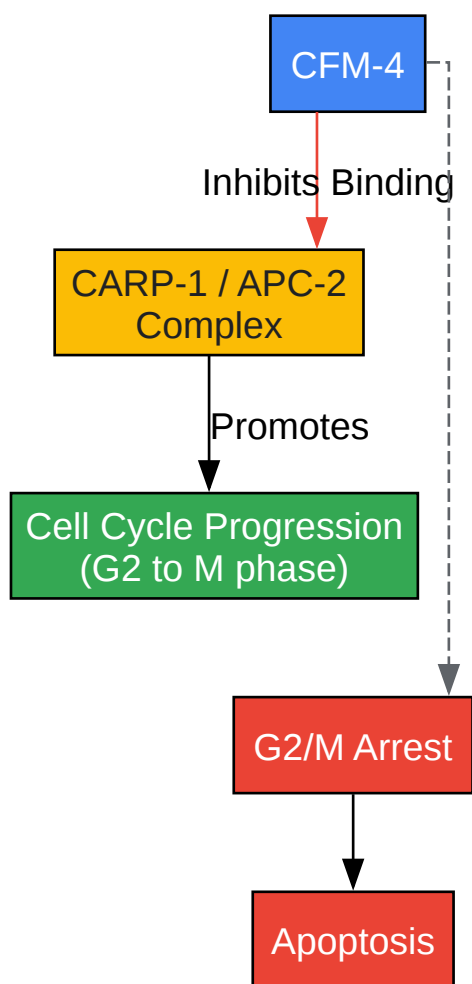 CFM-4
Inhibits Binding
CARP-1 / APC-2
Complex
Promotes
Cell Cycle Progression
(G2 to M phase)
G2/M Arrest
Apoptosis